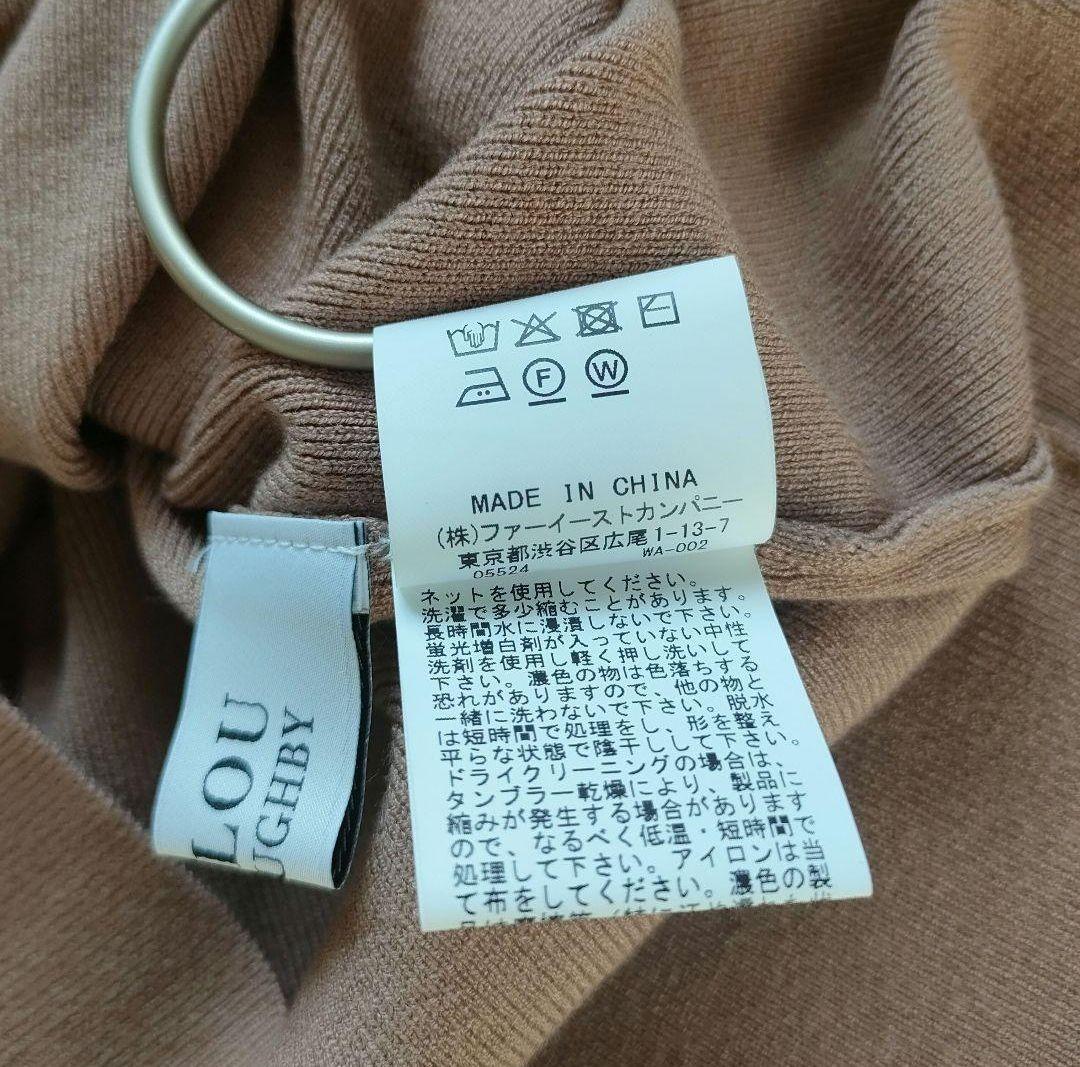 F W
MADE IN CHINA
(株)ファーイーストカンパニー
東京都渋谷区広尾1-13-7
05524 WA-002
ネットを使用してください。
洗濯で多少縮むことがあります。
長時間水に浸漬しないで下さい。
蛍光増白剤が入っていない中性
洗剤を使用し軽く押し洗いして
下さい。濃色の物は色落ちする
恐れがありますので、他の物と
一緒に洗わないで下さい。脱水
は短時間で処理をし、形を整え
平らな状態で陰干しして下さい。
ドライクリーニングの場合は、
タンブラー乾燥により、製品に
縮みが発生する場合があります
ので、なるべく低温・短時間で
処理して下さい。アイロンは当
て布をしてください。濃色の製
LOU
UGHBY